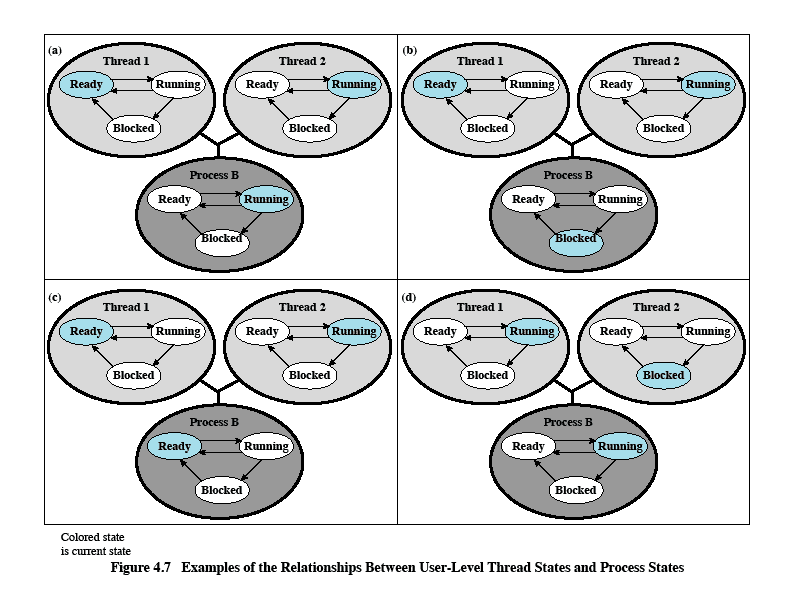 (a)
Thread 1
Ready
Running
Blocked
Thread 2
Ready
Running
Blocked
Process B
Ready
Running
Blocked
(b)
Thread 1
Ready
Running
Blocked
Thread 2
Ready
Running
Blocked
Process B
Ready
Running
Blocked
(c)
Thread 1
Ready
Running
Blocked
Thread 2
Ready
Running
Blocked
Process B
Ready
Running
Blocked
(d)
Thread 1
Ready
Running
Blocked
Thread 2
Ready
Running
Blocked
Process B
Ready
Running
Blocked
Colored state
is current state
Figure 4.7 Examples of the Relationships Between User-Level Thread States and Process States